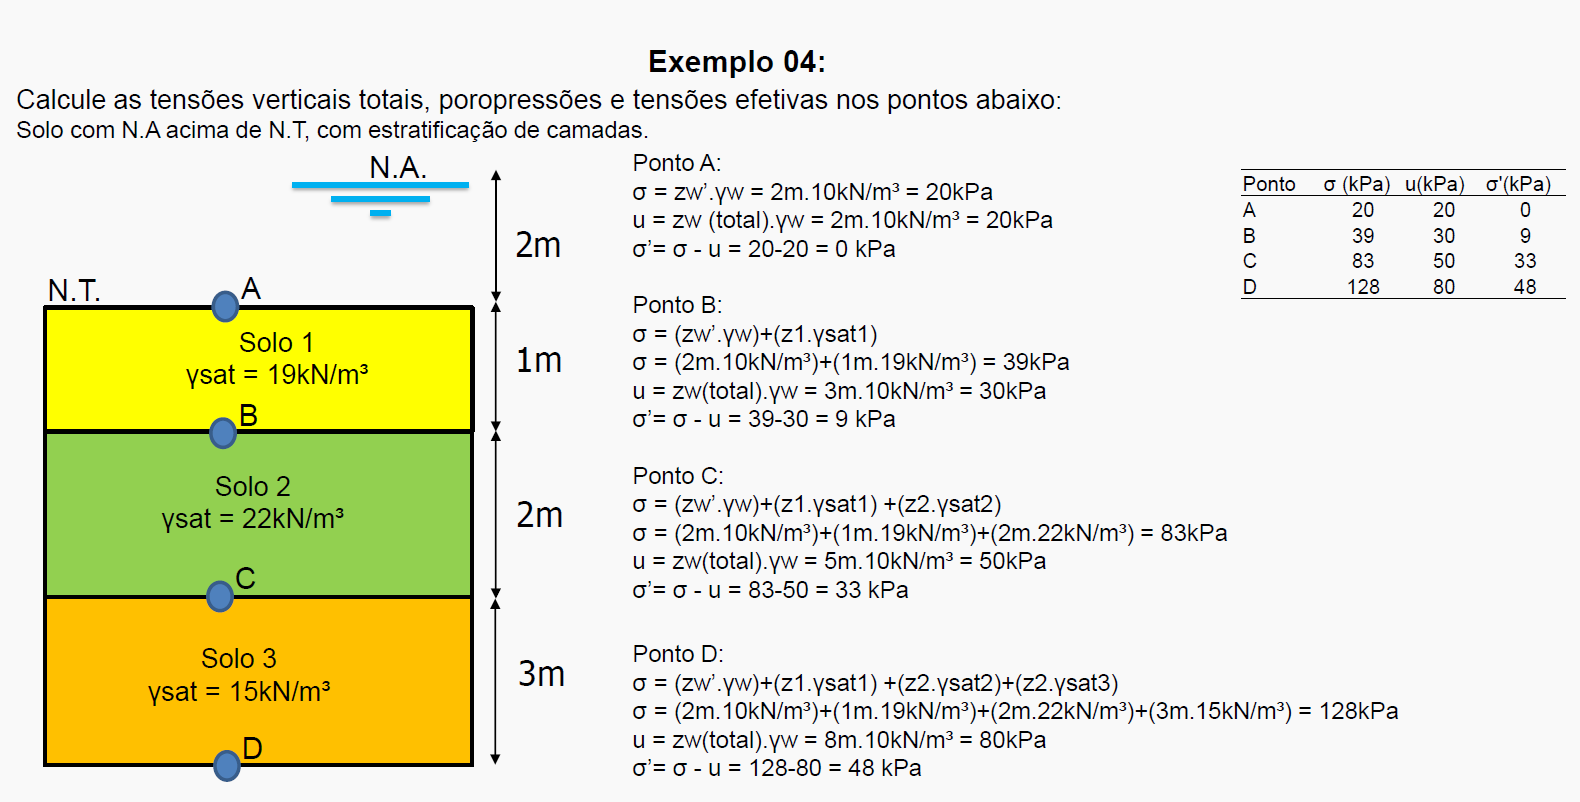 Exemplo 04:
Calcule as tensões verticais totais, poropressões e tensões efetivas nos pontos abaixo:
Solo com N.A acima de N.T, com estratificação de camadas.
N.A.
2m
N.T.
A
Solo 1
γsat = 19kN/m³
1m
B
Solo 2
γsat = 22kN/m³
2m
C
Solo 3
γsat = 15kN/m³
3m
D
Ponto A:
σ = zw’.γw = 2m.10kN/m³ = 20kPa
u = zw (total).γw = 2m.10kN/m³ = 20kPa
σ’= σ - u = 20-20 = 0 kPa
Ponto B:
σ = (zw’.γw)+(z1.γsat1)
σ = (2m.10kN/m³)+(1m.19kN/m³) = 39kPa
u = zw(total).γw = 3m.10kN/m³ = 30kPa
σ’= σ - u = 39-30 = 9 kPa
Ponto C:
σ = (zw’.γw)+(z1.γsat1) +(z2.γsat2)
σ = (2m.10kN/m³)+(1m.19kN/m³)+(2m.22kN/m³) = 83kPa
u = zw(total).γw = 5m.10kN/m³ = 50kPa
σ’= σ - u = 83-50 = 33 kPa
Ponto D:
σ = (zw’.γw)+(z1.γsat1) +(z2.γsat2)+(z2.γsat3)
σ = (2m.10kN/m³)+(1m.19kN/m³)+(2m.22kN/m³)+(3m.15kN/m³) = 128kPa
u = zw(total).γw = 8m.10kN/m³ = 80kPa
σ’= σ - u = 128-80 = 48 kPa
Ponto σ (kPa) u(kPa) σ'(kPa)
A 20 20 0
B 39 30 9
C 83 50 33
D 128 80 48